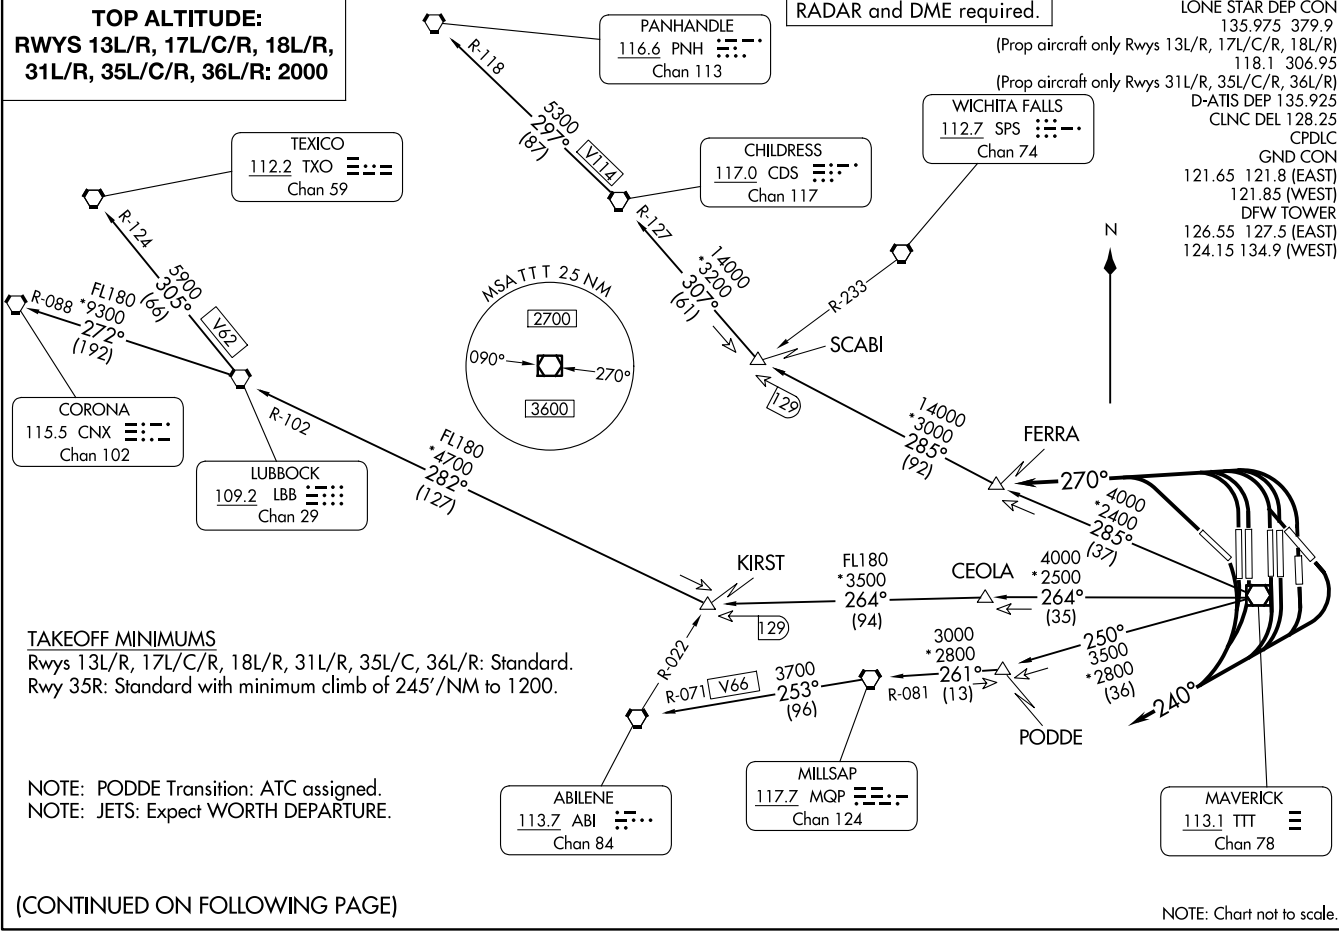 TOP ALTITUDE:
RWYS 13L/R, 17L/C/R, 18L/R,
31L/R, 35L/C/R, 36L/R: 2000
RADAR and DME required.
LONE STAR DEP CON
135.975 379.9
(Prop aircraft only Rwys 13L/R, 17L/C/R, 18L/R)
118.1 306.95
(Prop aircraft only Rwys 31L/R, 35L/C/R, 36L/R)
D-ATIS DEP 135.925
CLNC DEL 128.25
CPDLC
GND CON
121.65 121.8 (EAST)
121.85 (WEST)
DFW TOWER
126.55 127.5 (EAST)
124.15 134.9 (WEST)
PANHANDLE
116.6 PNH
Chan 113
R-118
5300
297°
(87)
V114
WICHITA FALLS
112.7 SPS
Chan 74
TEXICO
112.2 TXO
Chan 59
CHILDRESS
117.0 CDS
Chan 117
R-127
14000
*3200
307°
(61)
R-233
N
R-124
5900
305°
(66)
V62
R-088
FL180
*9300
272°
(192)
MSA TTT 25 NM
2700
090°
270°
3600
SCABI
129
14000
*3000
285°
(92)
FERRA
270°
4000
*2400
285°
(37)
CORONA
115.5 CNX
Chan 102
LUBBOCK
109.2 LBB
Chan 29
R-102
FL180
*4700
282°
(127)
KIRST
129
FL180
*3500
264°
(94)
CEOLA
4000
*2500
264°
(35)
R-022
R-071
V66
3700
253°
(96)
R-081
3000
*2800
261°
(13)
250°
3500
*2800
(36)
240°
PODDE
TAKEOFF MINIMUMS
Rwys 13L/R, 17L/C/R, 18L/R, 31L/R, 35L/C, 36L/R: Standard.
Rwy 35R: Standard with minimum climb of 245'/NM to 1200.
NOTE: PODDE Transition: ATC assigned.
NOTE: JETS: Expect WORTH DEPARTURE.
ABILENE
113.7 ABI
Chan 84
MILLSAP
117.7 MQP
Chan 124
MAVERICK
113.1 TTT
Chan 78
(CONTINUED ON FOLLOWING PAGE)
NOTE: Chart not to scale.